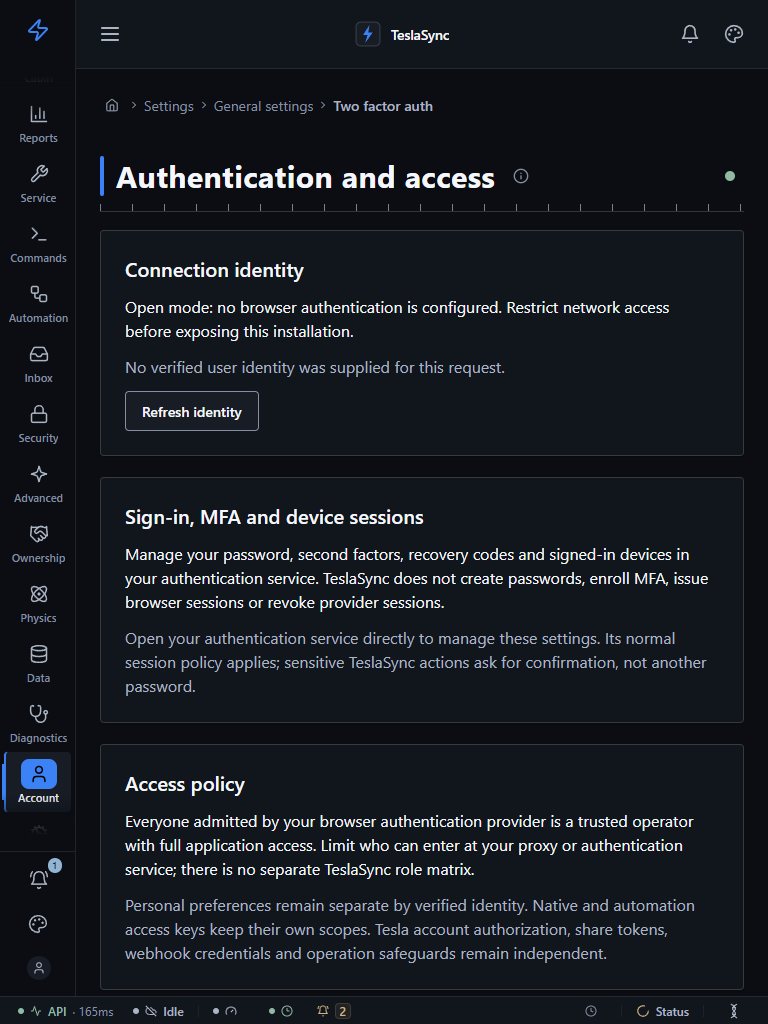 TeslaSync
Reports
Service
Commands
Automation
Inbox
Security
Advanced
Ownership
Physics
Data
Diagnostics
Account
1
Settings > General settings > Two factor auth
Authentication and access
Connection identity
Open mode: no browser authentication is configured. Restrict network access
before exposing this installation.
No verified user identity was supplied for this request.
Refresh identity
Sign-in, MFA and device sessions
Manage your password, second factors, recovery codes and signed-in devices in
your authentication service. TeslaSync does not create passwords, enroll MFA, issue
browser sessions or revoke provider sessions.
Open your authentication service directly to manage these settings. Its normal
session policy applies; sensitive TeslaSync actions ask for confirmation, not another
password.
Access policy
Everyone admitted by your browser authentication provider is a trusted operator
with full application access. Limit who can enter at your proxy or authentication
service; there is no separate TeslaSync role matrix.
Personal preferences remain separate by verified identity. Native and automation
access keys keep their own scopes. Tesla account authorization, share tokens,
webhook credentials and operation safeguards remain independent.
API · 165ms Idle 2 Status